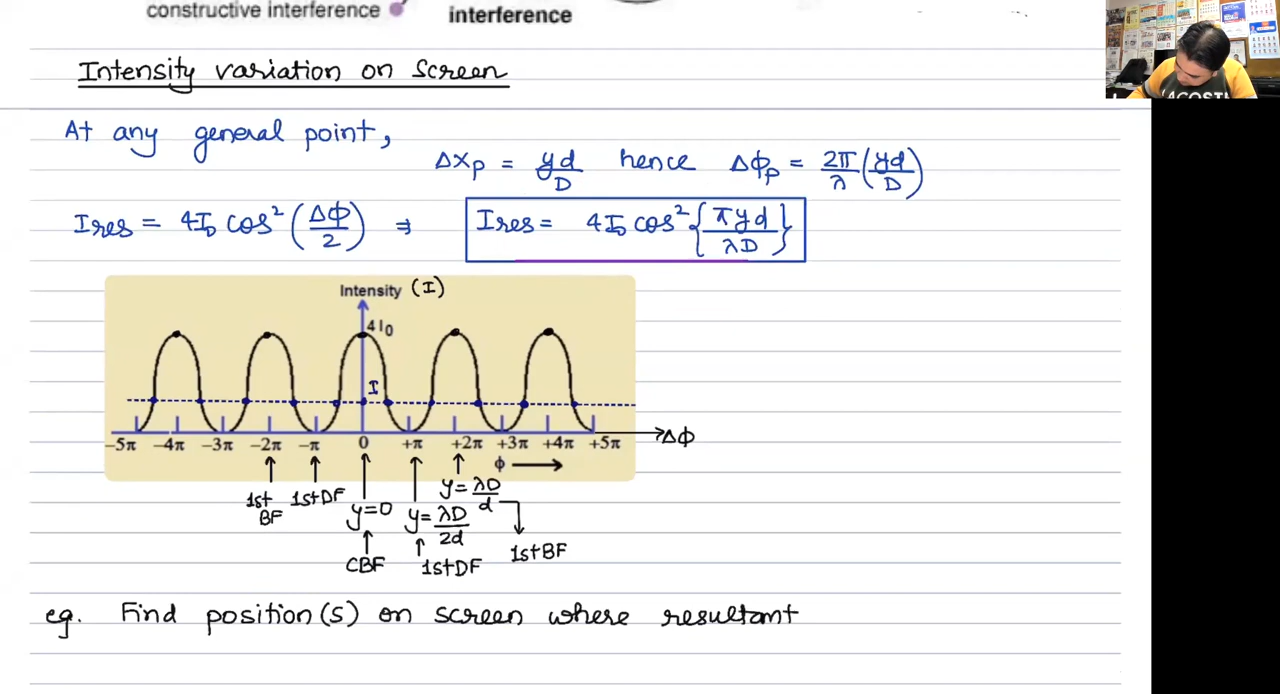 constructive interference
interference
Intensity variation on Screen
At any general point,
Δxp = yd/D hence Δϕp = 2π/λ (yd/D)
Ires = 4I₀ cos² (Δϕ/2) ⇒ Ires = 4I₀ cos² {πyd/λD}
Intensity (I)
4I₀
I
-5π -4π -3π -2π -π 0 +π +2π +3π +4π +5π → Δϕ
ϕ →
1st BF
1st DF
y=0
CBF
y=λD/2d
1st DF
y=λD/d
1st BF
eg. Find position(s) on screen where resultant